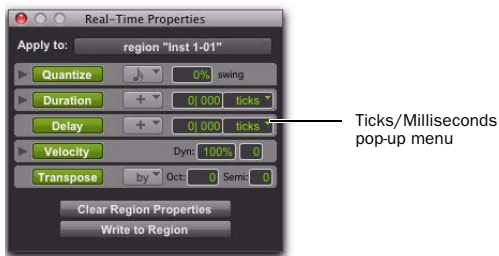 Real-Time Properties
Apply to: region "Inst 1-01"
Quantize 0% swing
Duration + 0| 000 ticks
Delay + 0| 000 ticks
Velocity Dyn: 100% 0
Transpose by Oct: 0 Semi: 0
Clear Region Properties
Write to Region
Ticks/Milliseconds
pop-up menu